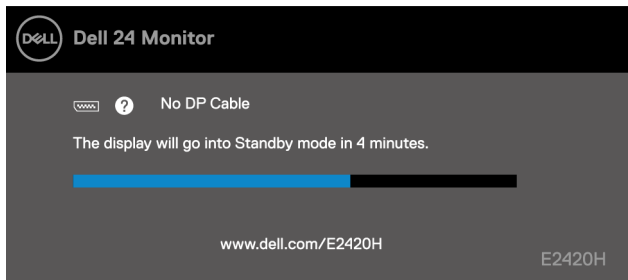 DELL Dell 24 Monitor
? No DP Cable
The display will go into Standby mode in 4 minutes.
www.dell.com/E2420H
E2420H